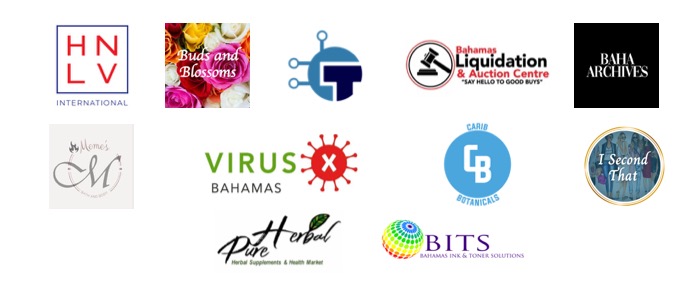 H N
L V
INTERNATIONAL
Buds and
Blossoms
T
Bahamas
Liquidation
& Auction Centre
"SAY HELLO TO GOOD BUYS"
BAHA
ARCHIVES
Meme's
M
VIRUS X
BAHAMAS
CARIB
CB
BOTANICALS
I Second
That
Pure Herbal
Herbal Supplements & Health Market
BITS
BAHAMAS INK & TONER SOLUTIONS